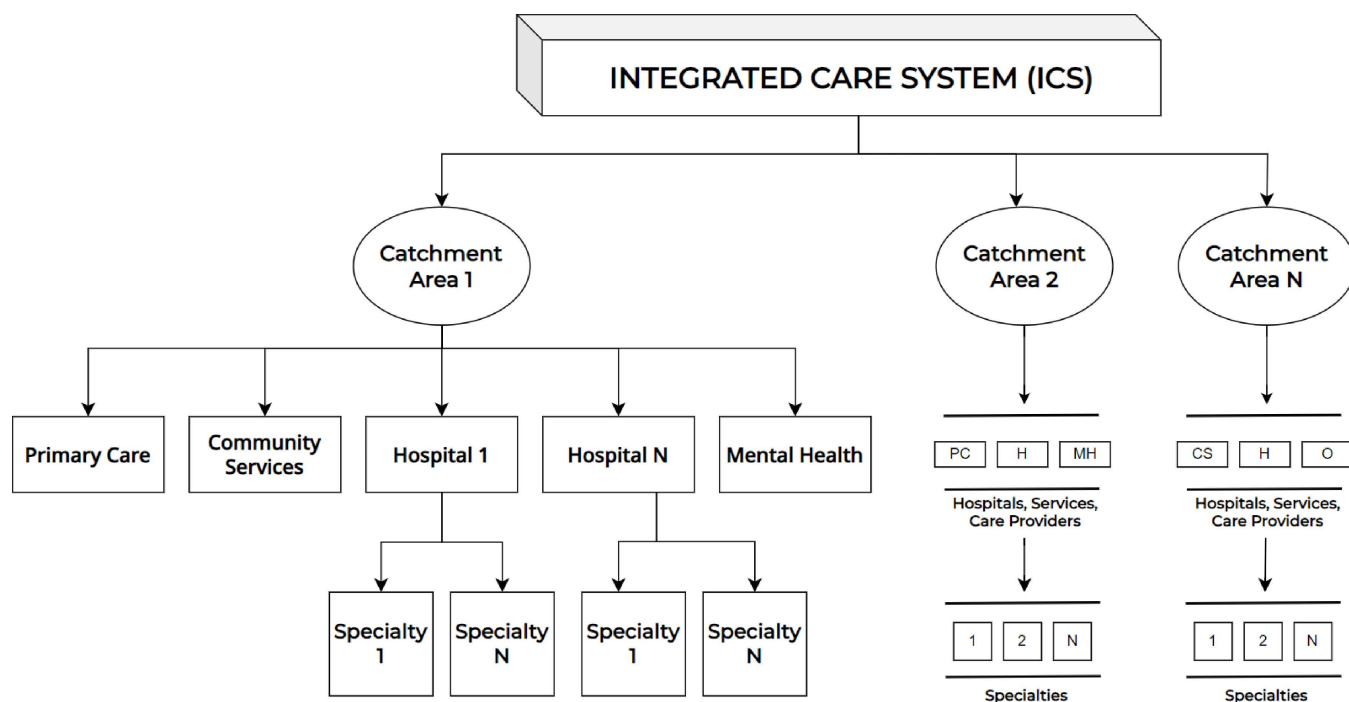 INTEGRATED CARE SYSTEM (ICS)
Catchment
Area 1
Catchment
Area 2
Catchment
Area N
Primary Care
Community
Services
Hospital 1
Hospital N
Mental Health
PC
H
MH
CS
H
O
Hospitals, Services,
Care Providers
Hospitals, Services,
Care Providers
Specialty
1
Specialty
N
Specialty
1
Specialty
N
1
2
N
1
2
N
Specialties
Specialties